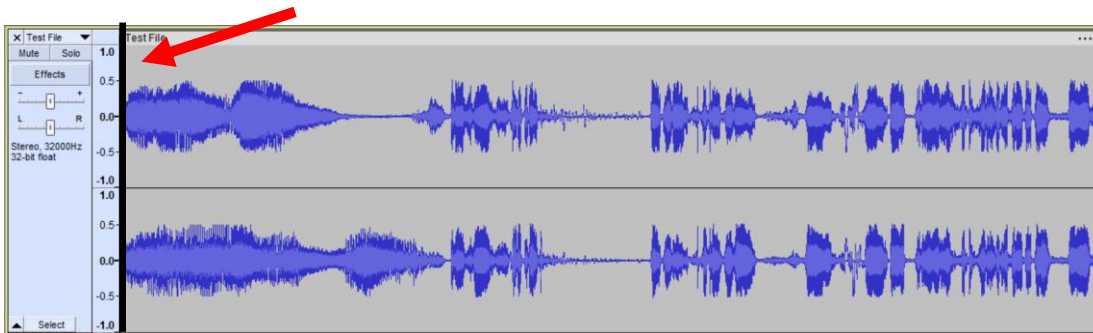 × Test File ▼
Test File
...
Mute Solo
Effects
- +
L R
Stereo, 32000Hz
32-bit float
▲ Select
1.0
0.5-
0.0-
-0.5-
-1.0
1.0
0.5-
0.0-
-0.5-
-1.0